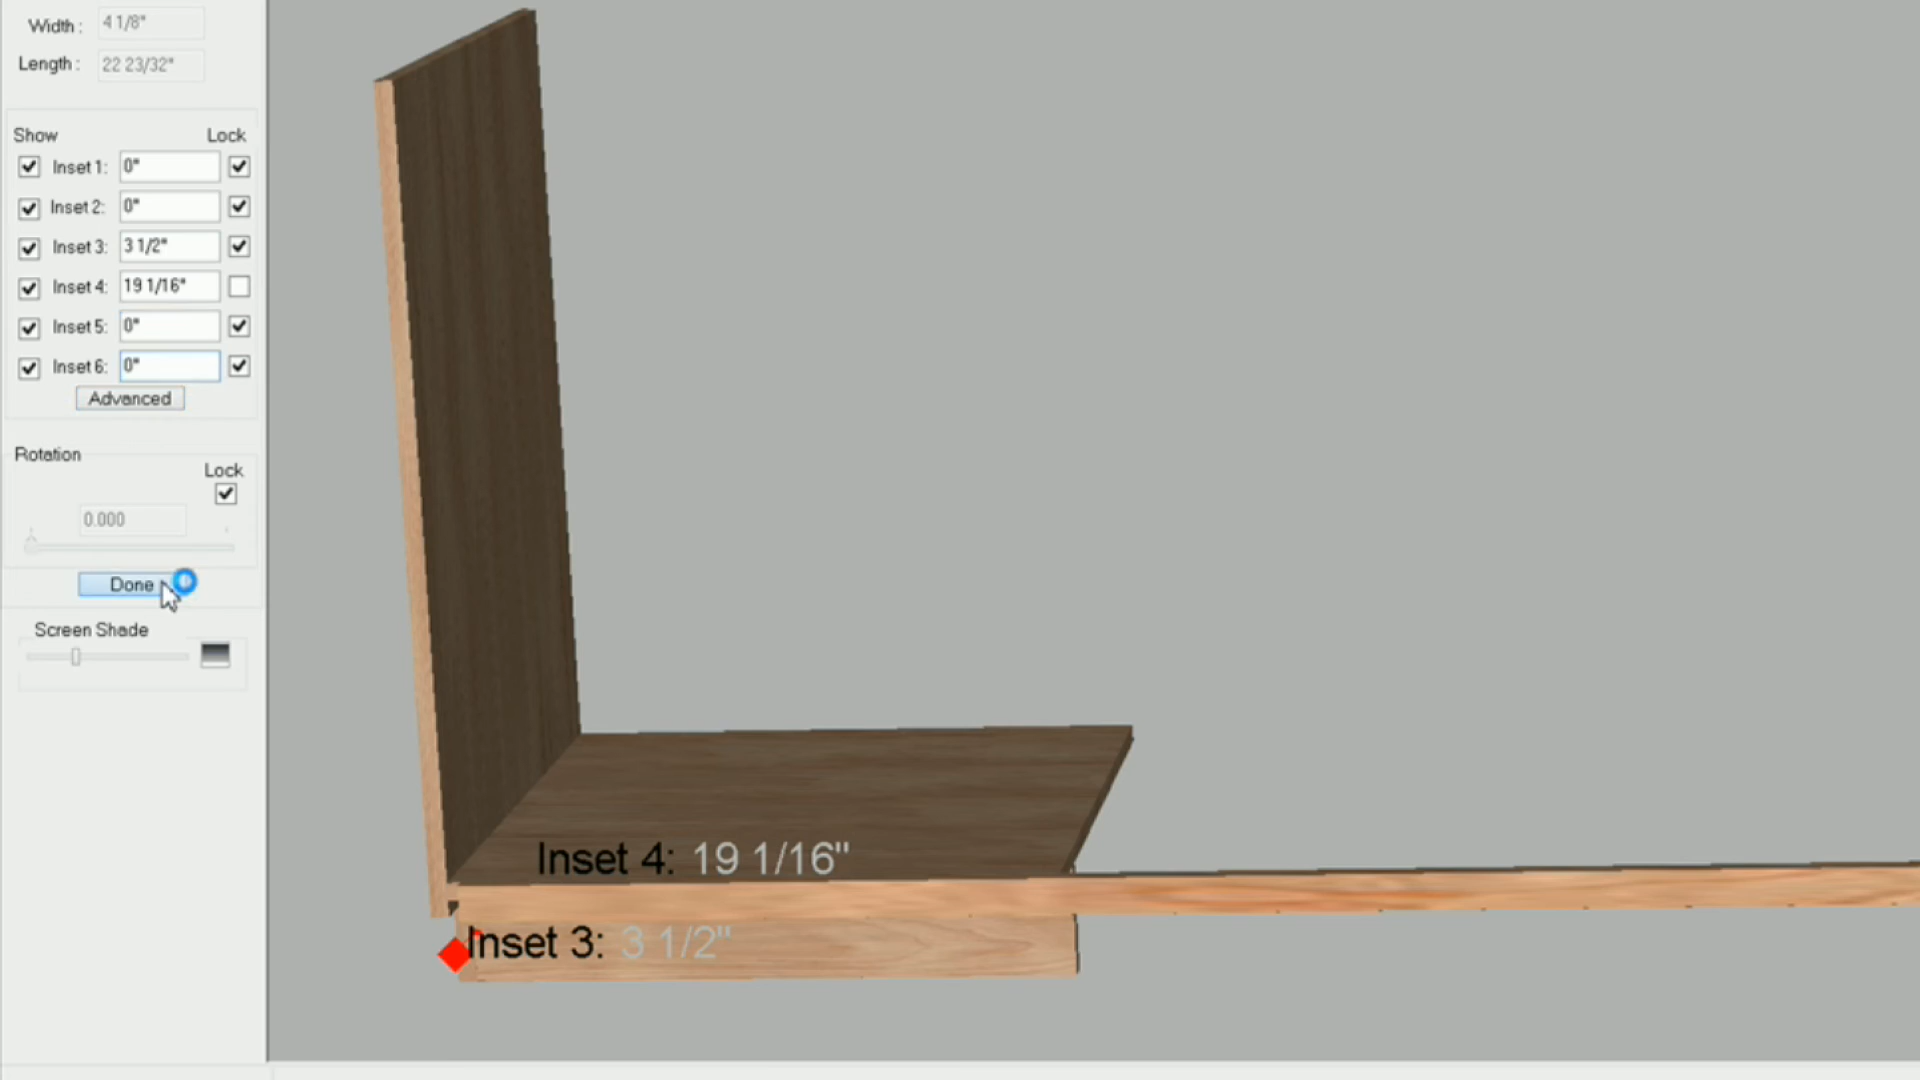 Width : 4 1/8"
Length : 22 23/32"
Show Lock
Inset 1: 0"
Inset 2: 0"
Inset 3: 3 1/2"
Inset 4: 19 1/16"
Inset 5: 0"
Inset 6: 0"
Advanced
Rotation
Lock
0.000
Done
Screen Shade
Inset 4: 19 1/16"
Inset 3: 3 1/2"